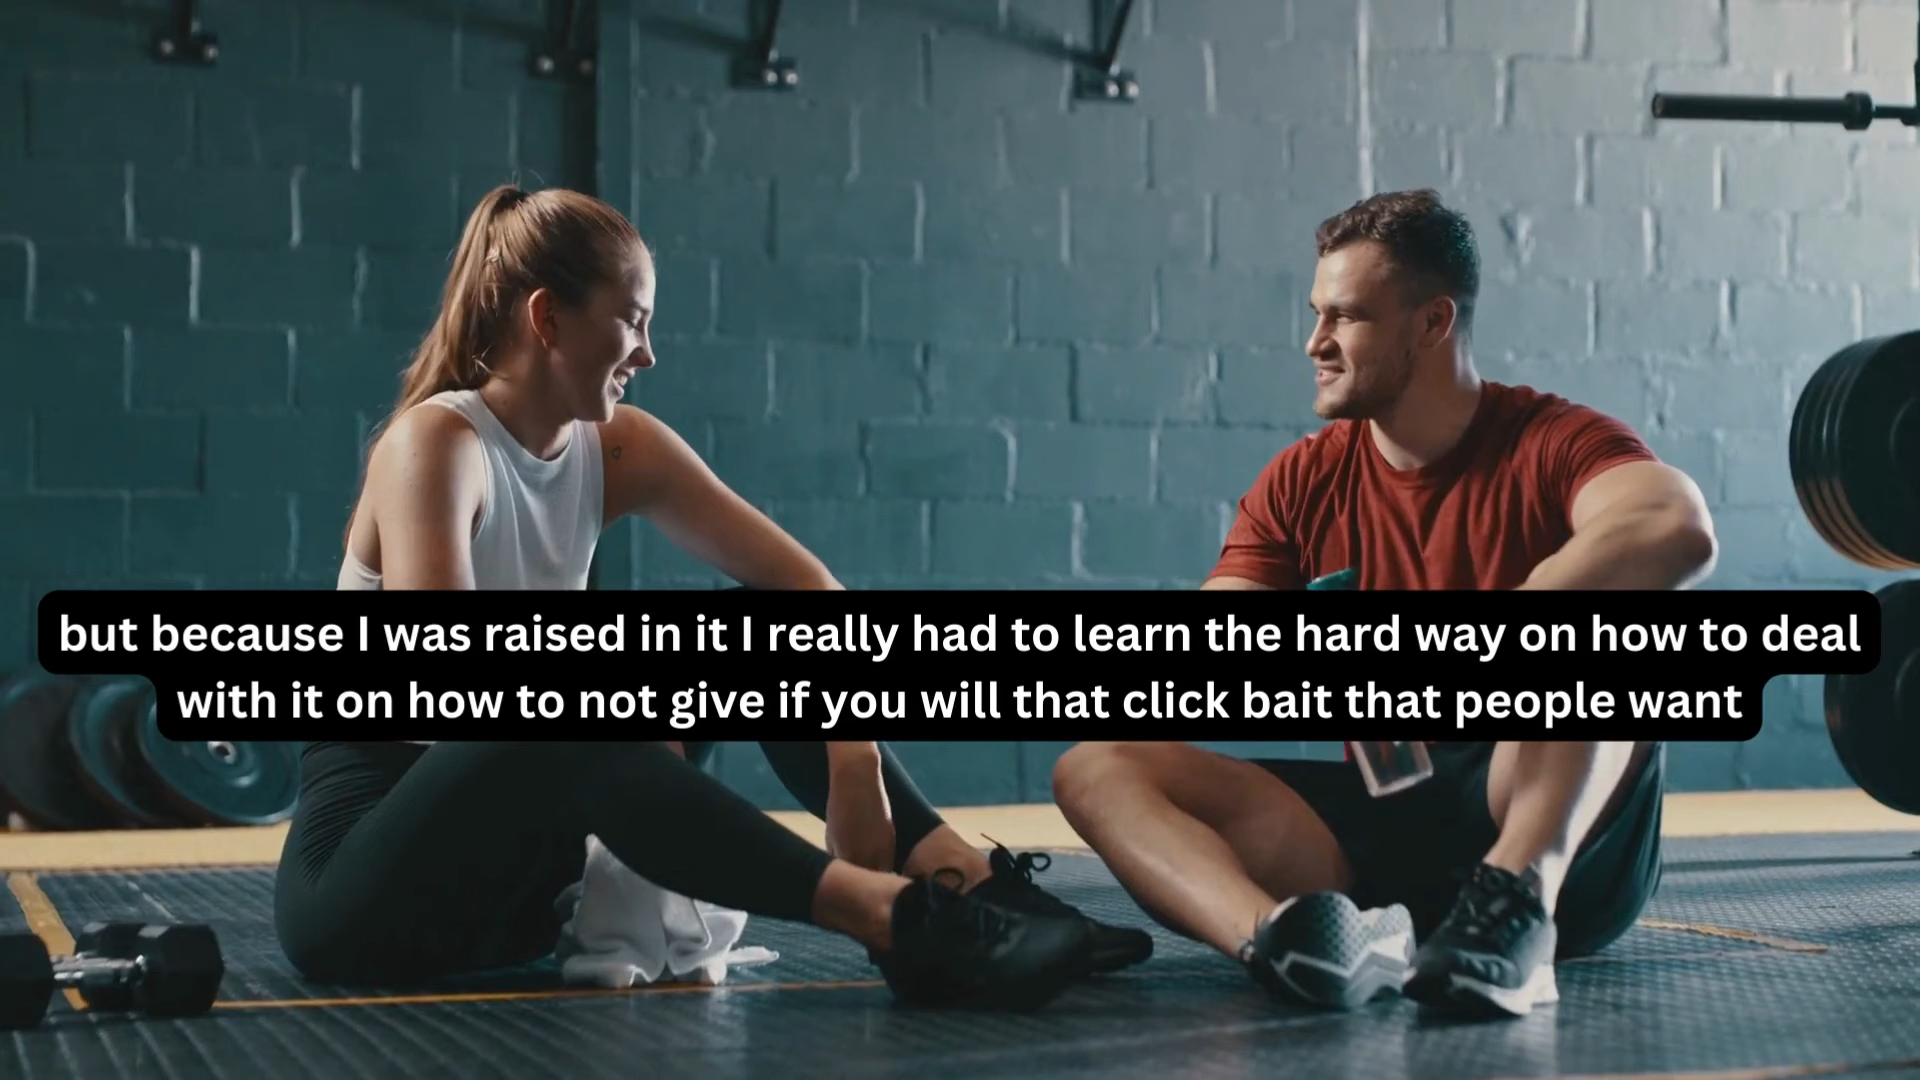 but because I was raised in it I really had to learn the hard way on how to deal
with it on how to not give if you will that click bait that people want